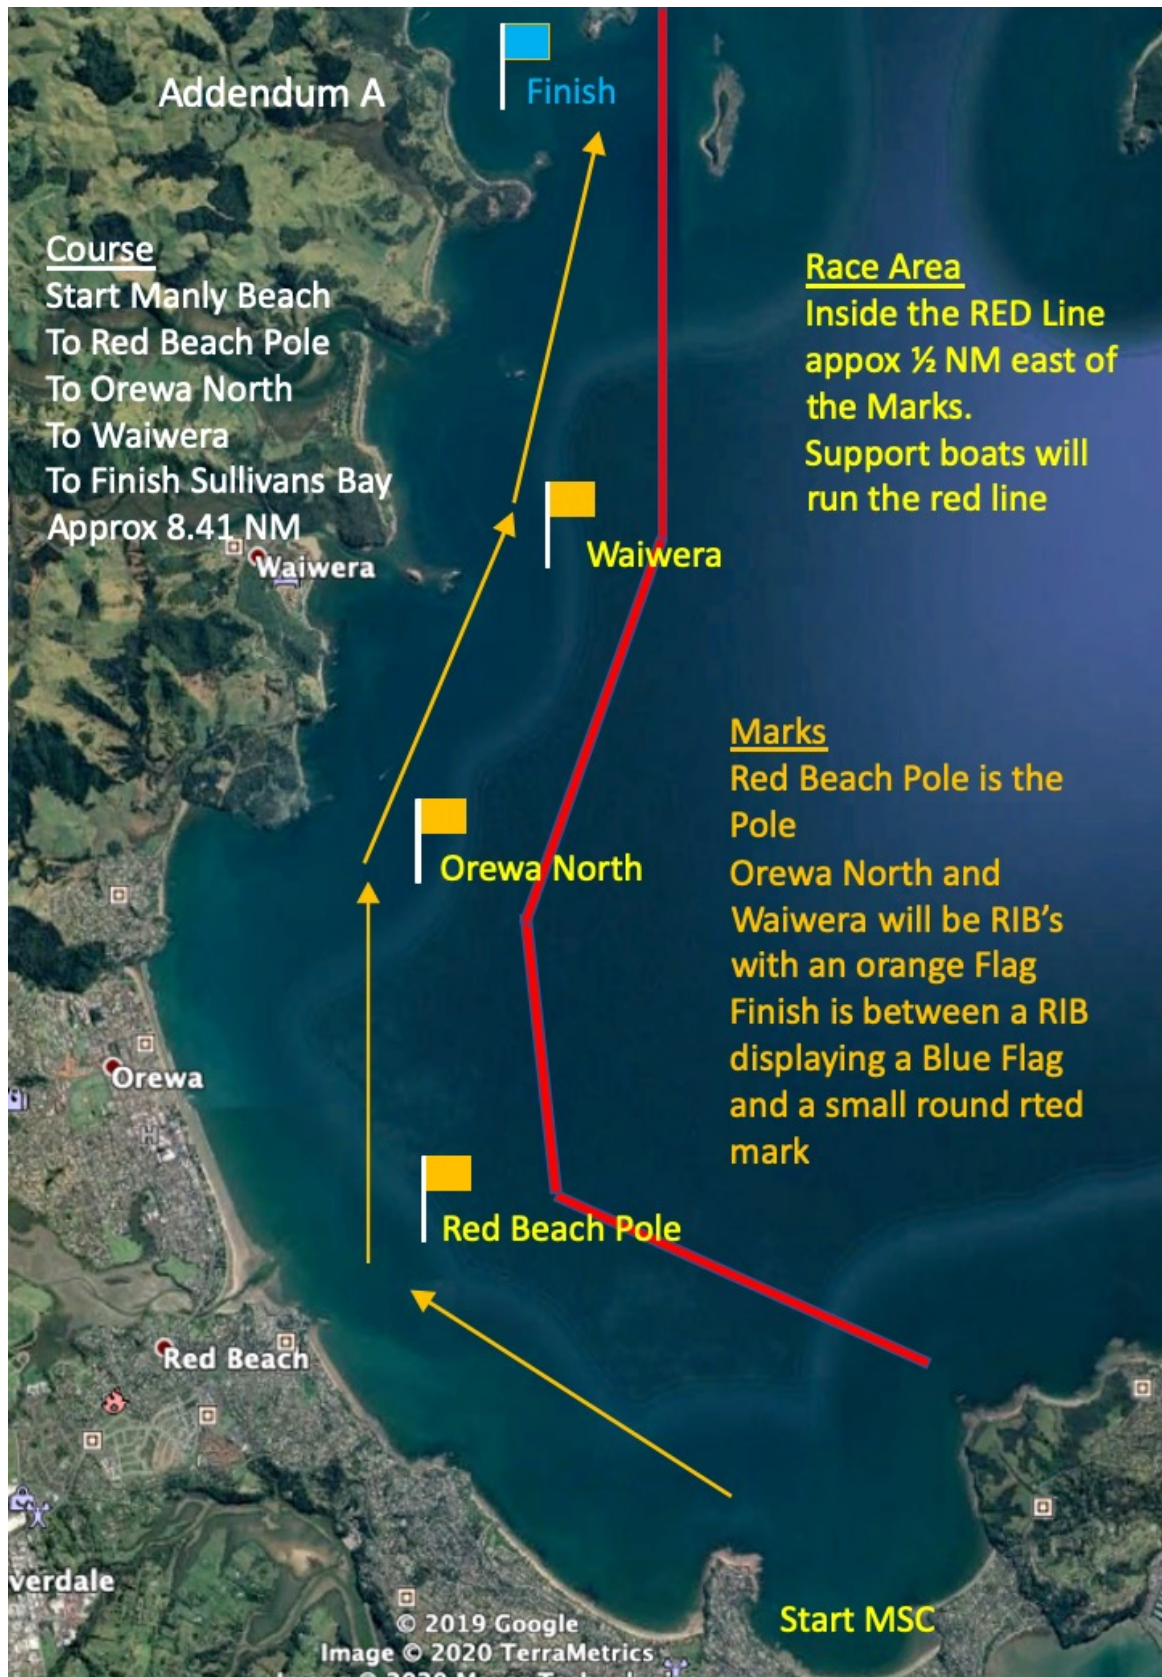 Addendum A
Finish
Course
Start Manly Beach
To Red Beach Pole
To Orewa North
To Waiwera
To Finish Sullivans Bay
Approx 8.41 NM
Race Area
Inside the RED Line
appox ½ NM east of
the Marks.
Support boats will
run the red line
Waiwera
Waiwera
Marks
Red Beach Pole is the
Pole
Orewa North and
Waiwera will be RIB's
with an orange Flag
Finish is between a RIB
displaying a Blue Flag
and a small round rted
mark
Orewa North
Orewa
Red Beach Pole
Red Beach
verdale
Start MSC
© 2019 Google
Image © 2020 TerraMetrics